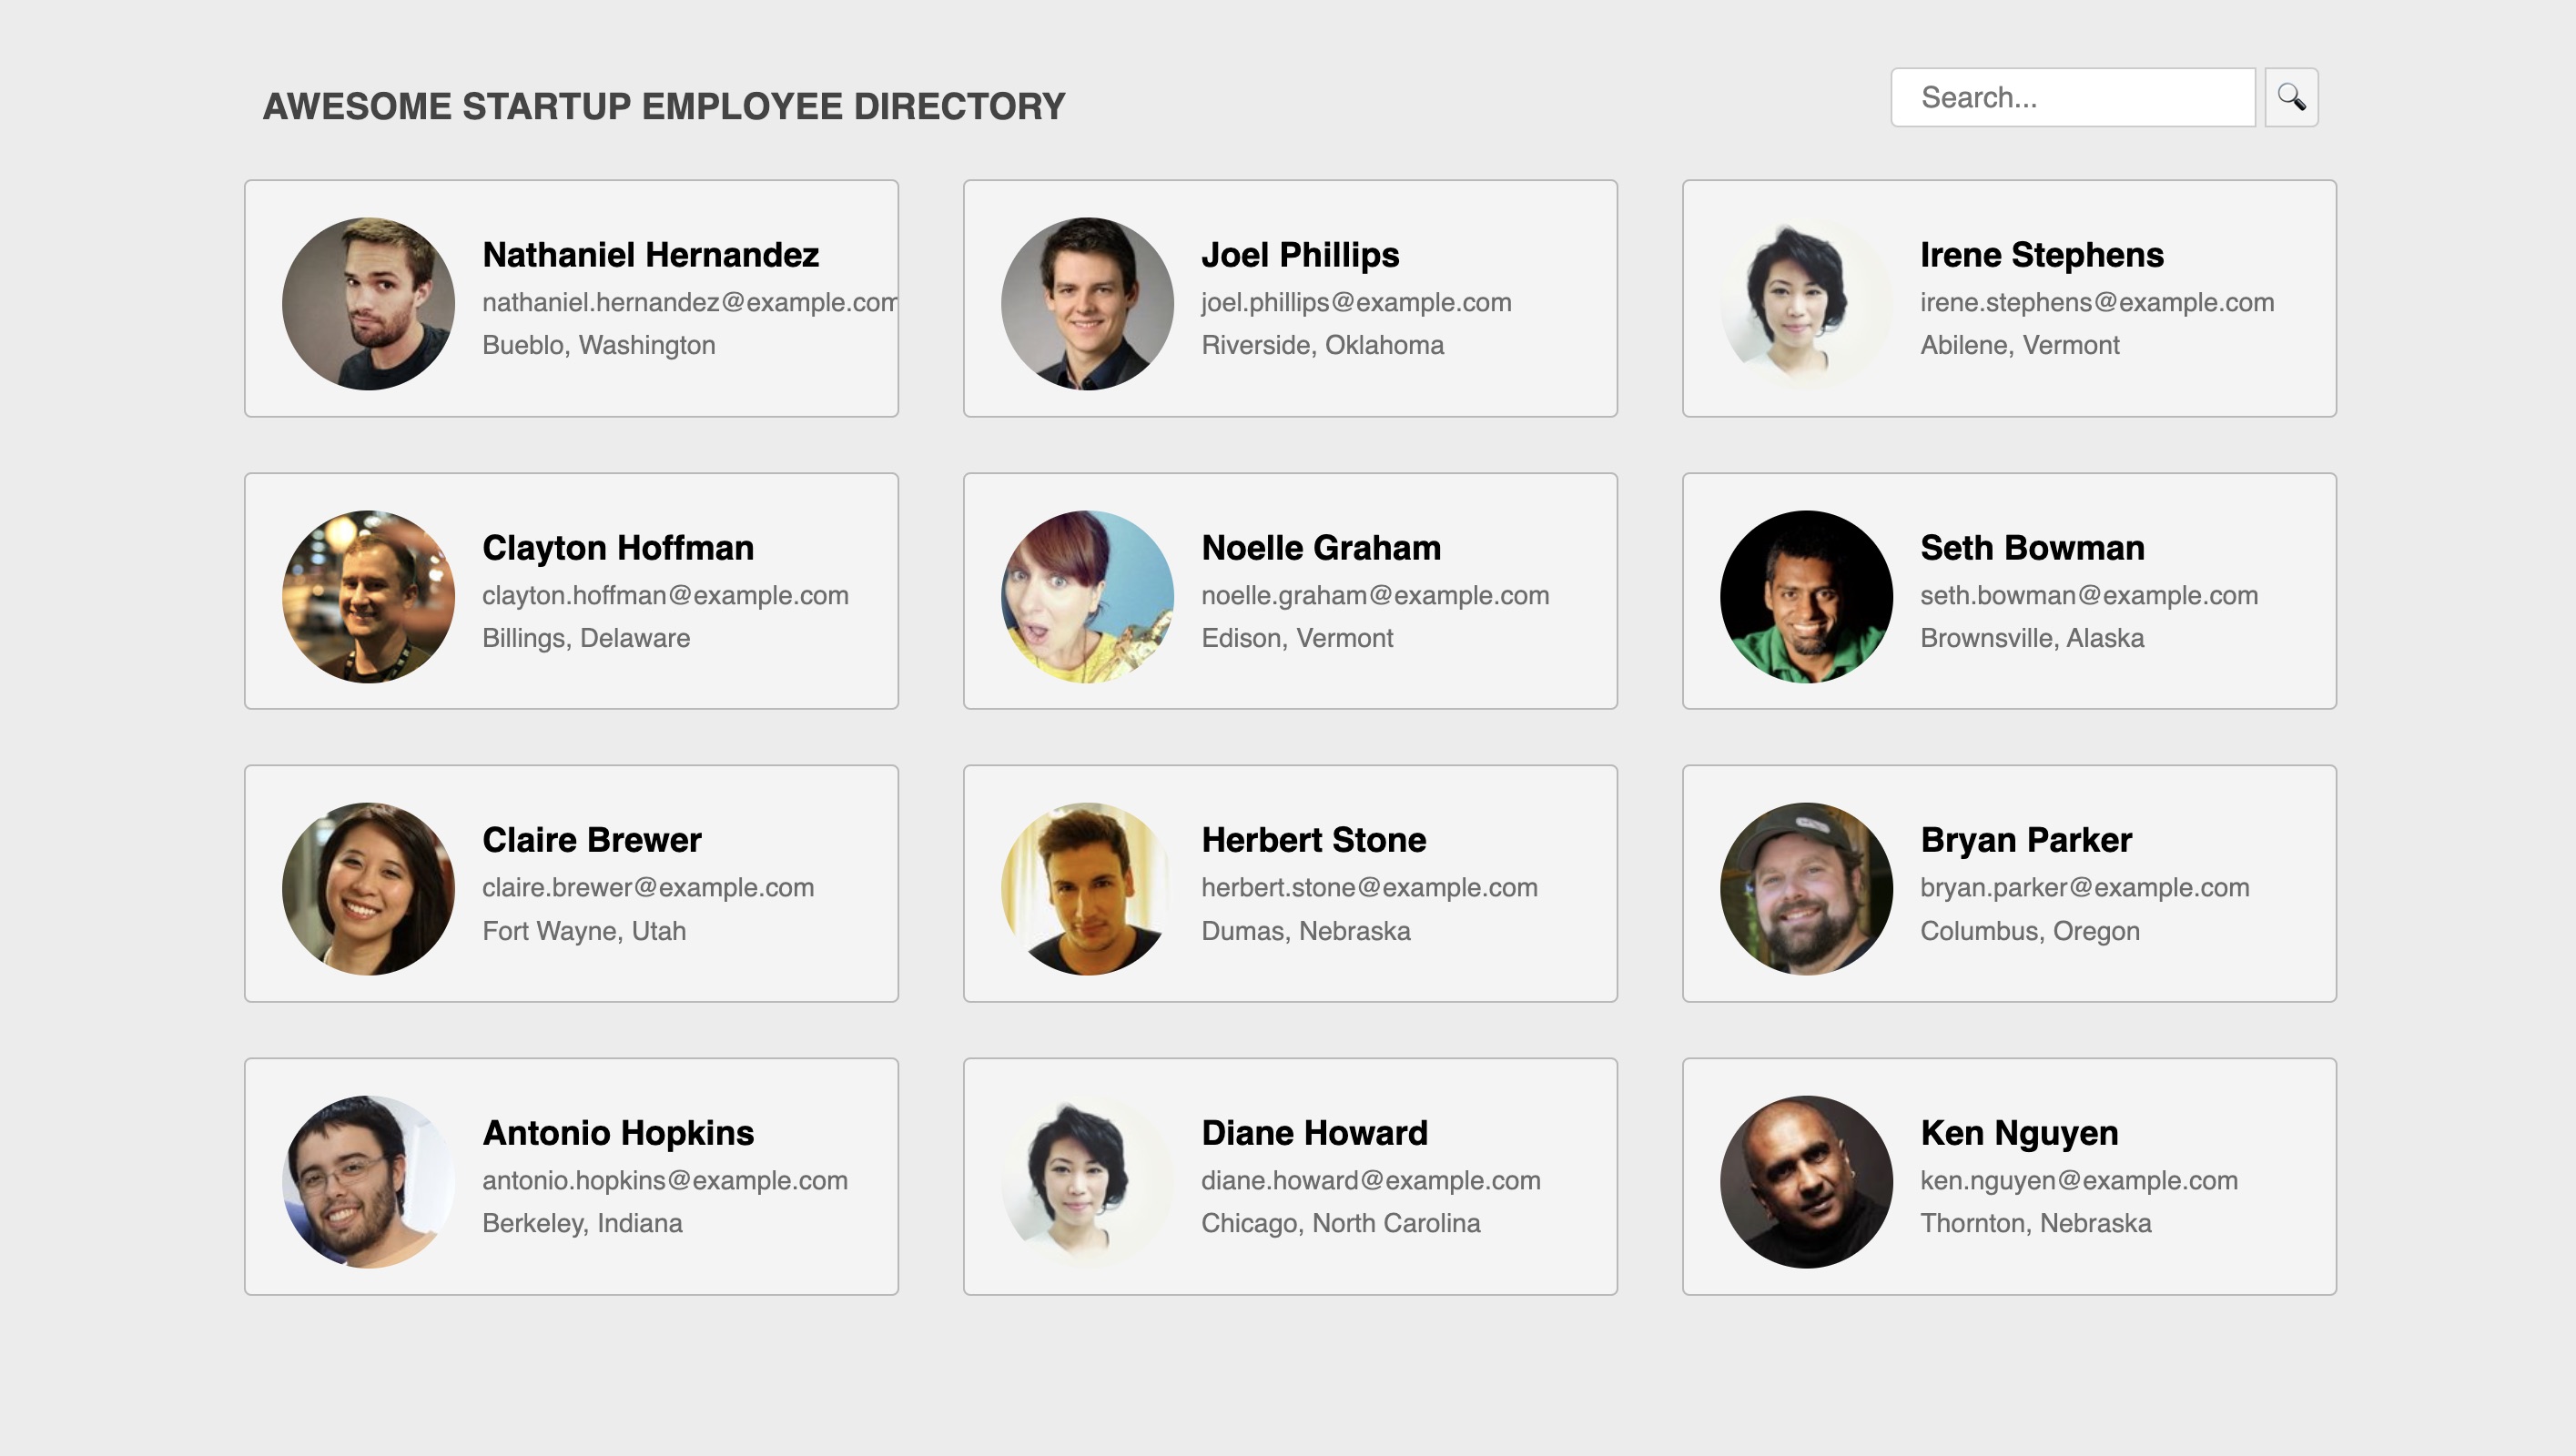 AWESOME STARTUP EMPLOYEE DIRECTORY
Search...
Nathaniel Hernandez
nathaniel.hernandez@example.com
Bueblo, Washington
Joel Phillips
joel.phillips@example.com
Riverside, Oklahoma
Irene Stephens
irene.stephens@example.com
Abilene, Vermont
Clayton Hoffman
clayton.hoffman@example.com
Billings, Delaware
Noelle Graham
noelle.graham@example.com
Edison, Vermont
Seth Bowman
seth.bowman@example.com
Brownsville, Alaska
Claire Brewer
claire.brewer@example.com
Fort Wayne, Utah
Herbert Stone
herbert.stone@example.com
Dumas, Nebraska
Bryan Parker
bryan.parker@example.com
Columbus, Oregon
Antonio Hopkins
antonio.hopkins@example.com
Berkeley, Indiana
Diane Howard
diane.howard@example.com
Chicago, North Carolina
Ken Nguyen
ken.nguyen@example.com
Thornton, Nebraska